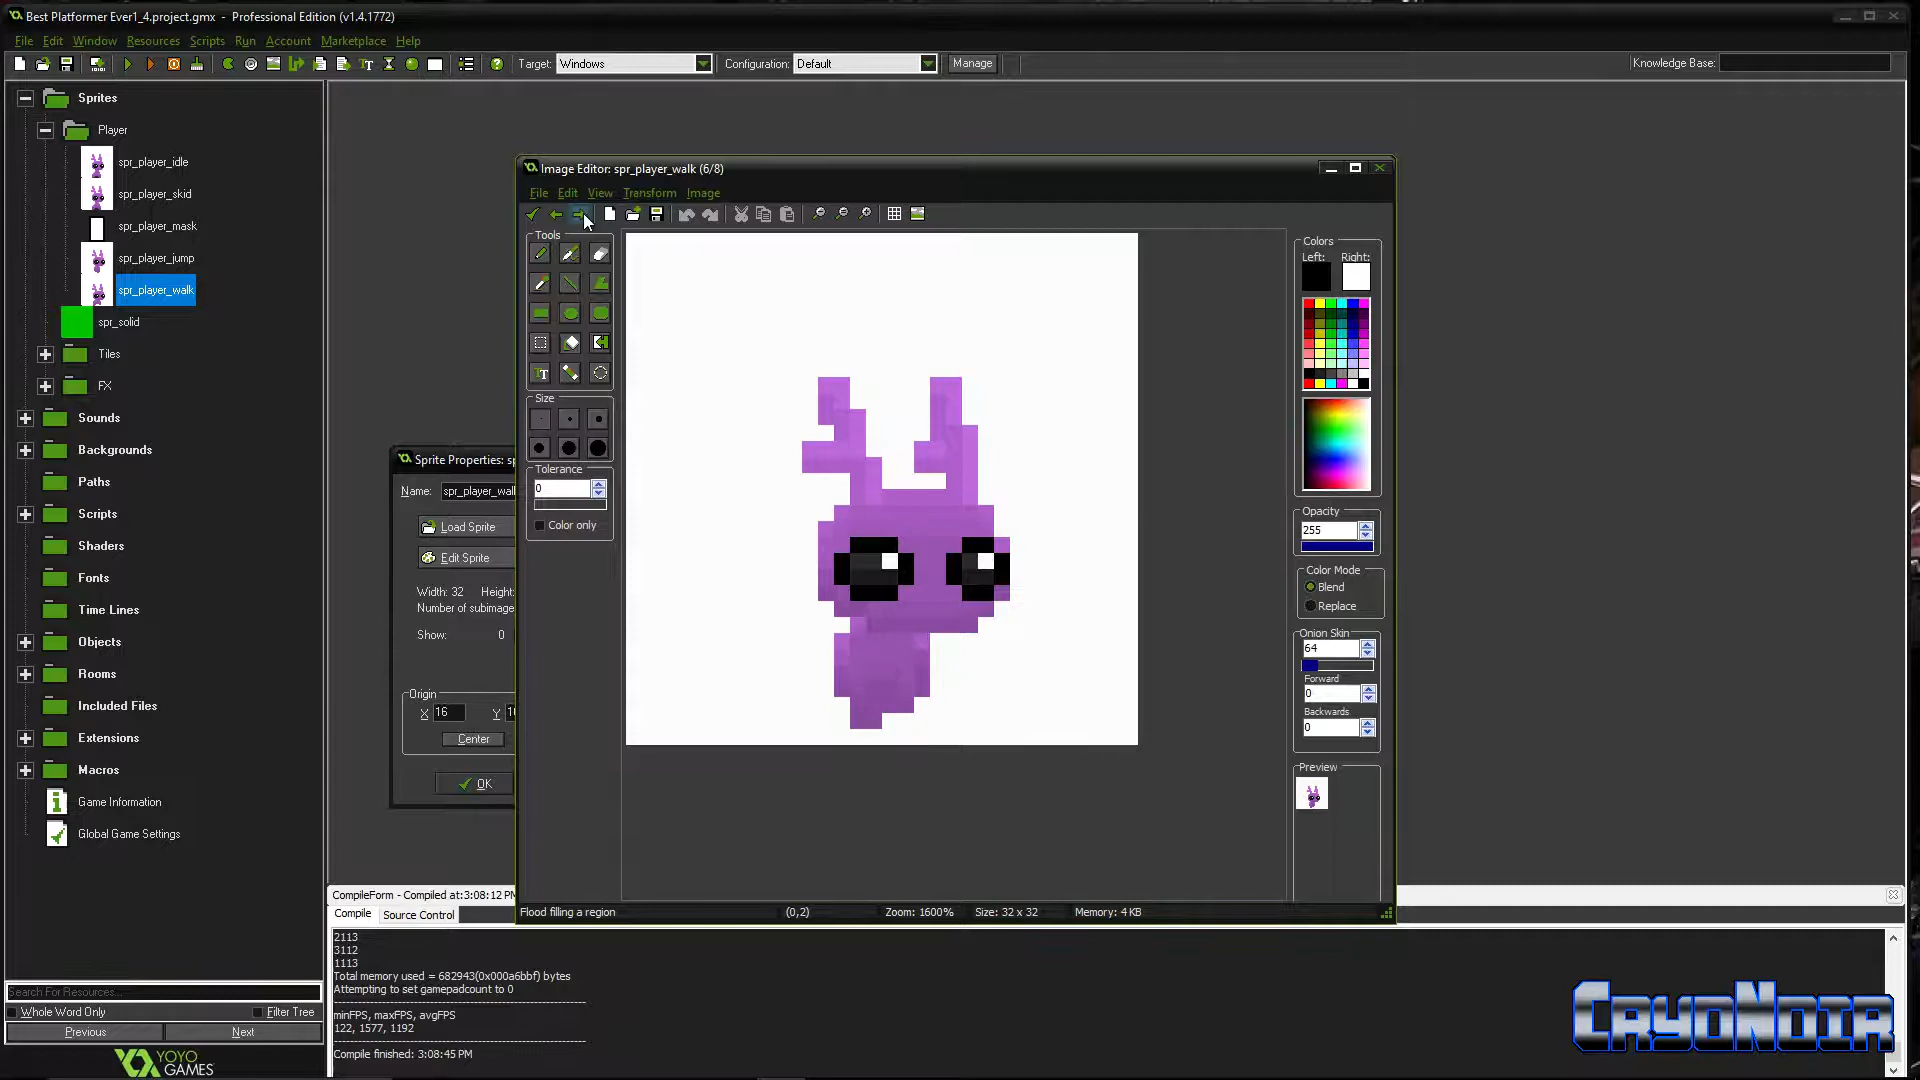 Best Platformer Ever1_4.project.gmx - Professional Edition (v1.4.1772)
File Edit Window Resources Scripts Run Account Marketplace Help
Target: Windows Configuration: Default Manage Knowledge Base:
Sprites
Player
spr_player_idle
spr_player_skid
spr_player_mask
spr_player_jump
spr_player_walk
spr_solid
Tiles
FX
Sounds
Backgrounds
Paths
Scripts
Shaders
Fonts
Time Lines
Objects
Rooms
Included Files
Extensions
Macros
Game Information
Global Game Settings
Search For Resources...
Whole Word Only Filter Tree
Previous Next
YOYO
GAMES
Sprite Properties:
Name: spr_player_wal
Load Sprite
Edit Sprite
Width: 32 Height:
Number of subimage
Show: 0
Origin
X 16 Y
Center
OK
Image Editor: spr_player_walk (6/8)
File Edit View Transform Image
Tools
Size
Tolerance
0
Color only
Colors
Left: Right:
Opacity
255
Color Mode
Blend
Replace
Onion Skin
64
Forward
0
Backwards
0
Preview
Flood filling a region (0,2) Zoom: 1600% Size: 32 x 32 Memory: 4 KB
CompileForm - Compiled at:3:08:12 PM
Compile Source Control
2113
3112
1113
Total memory used = 682943(0x000a6bbf) bytes
Attempting to set gamepadcount to 0
minFPS, maxFPS, avgFPS
122, 1577, 1192
Compile finished: 3:08:45 PM
CryoNoir